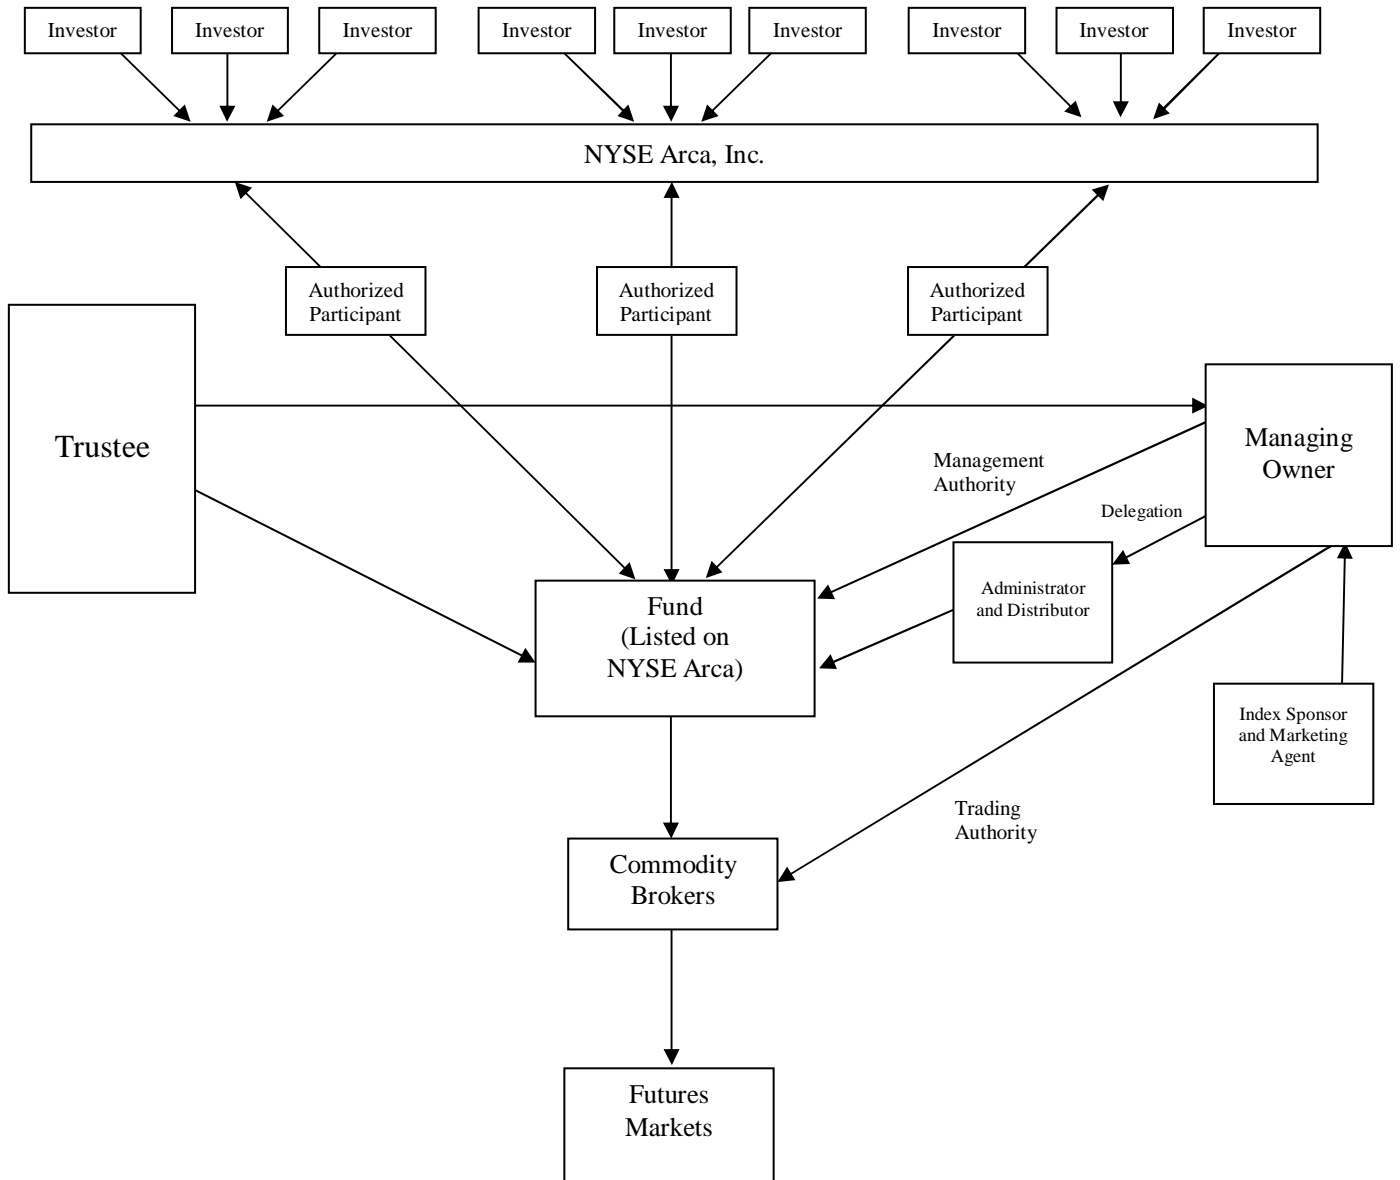 Investor
Investor
Investor
Investor
Investor
Investor
Investor
Investor
Investor
NYSE Arca, Inc.
Authorized
Participant
Authorized
Participant
Authorized
Participant
Trustee
Managing
Owner
Management
Authority
Delegation
Administrator
and Distributor
Fund
(Listed on
NYSE Arca)
Index Sponsor
and Marketing
Agent
Trading
Authority
Commodity
Brokers
Futures
Markets